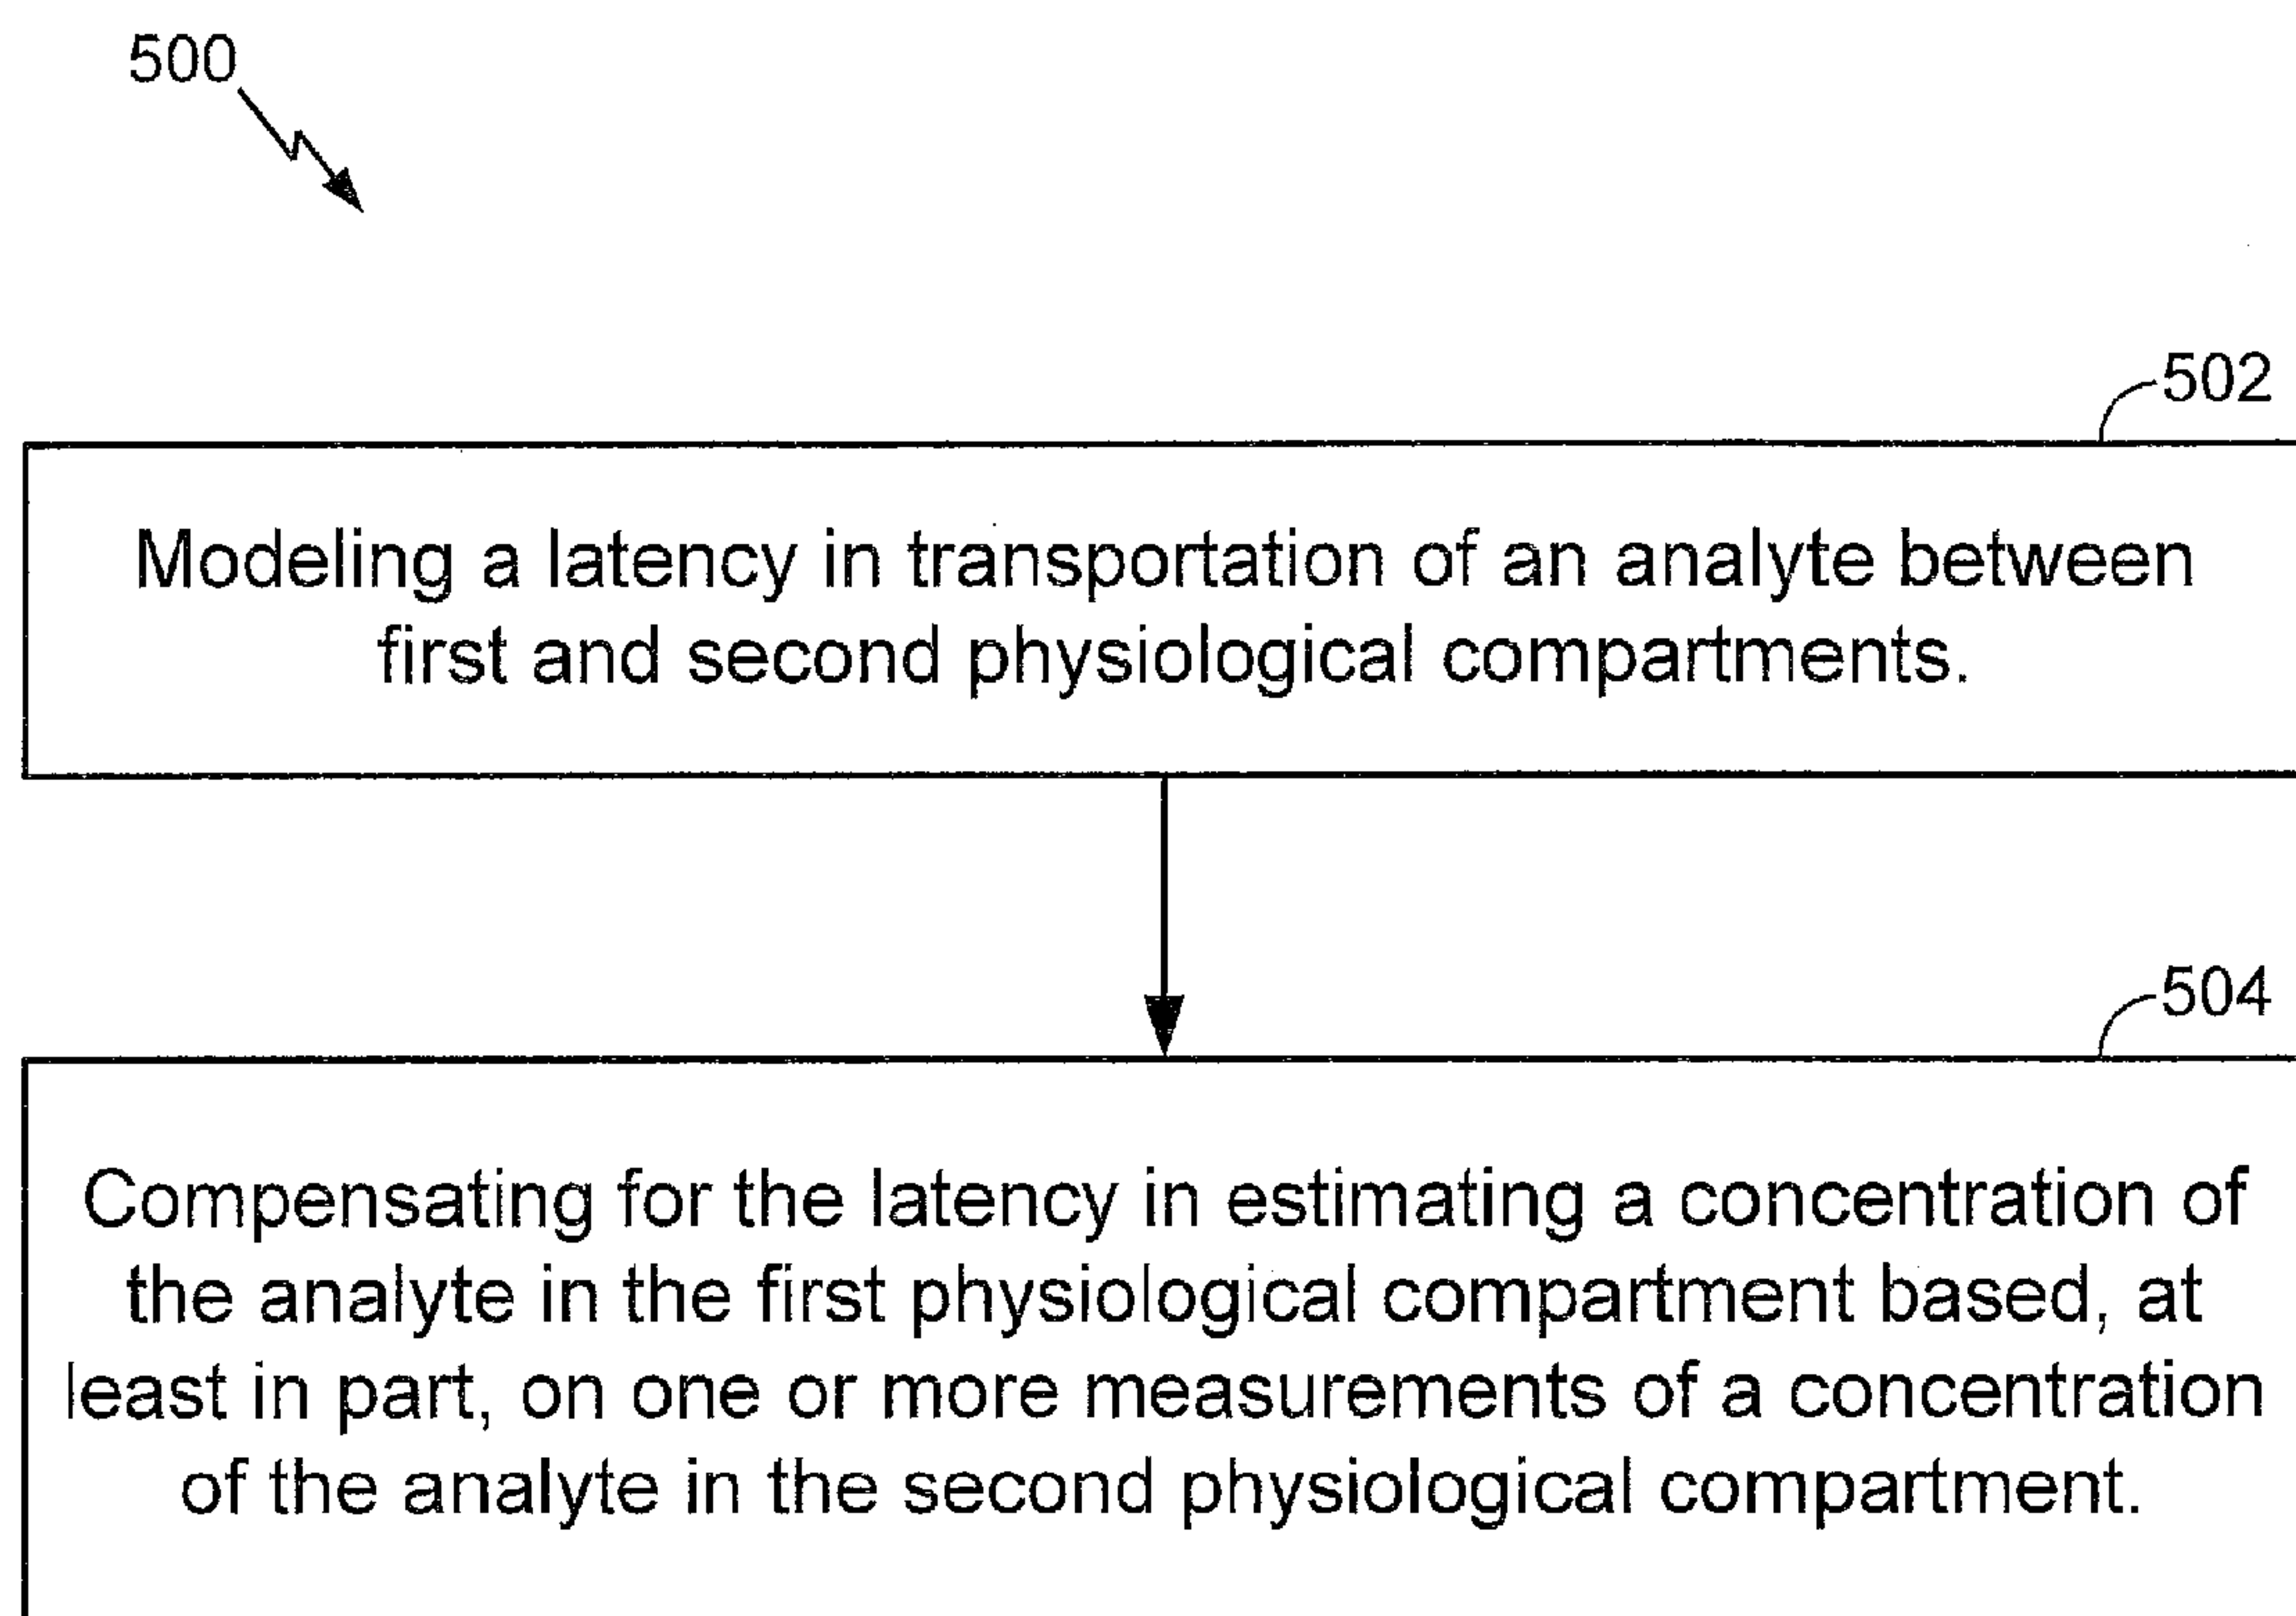 500
502
Modeling a latency in transportation of an analyte between
first and second physiological compartments.
504
Compensating for the latency in estimating a concentration of
the analyte in the first physiological compartment based, at
least in part, on one or more measurements of a concentration
of the analyte in the second physiological compartment.